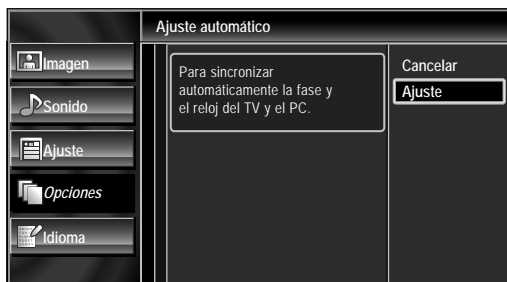 Ajuste automático
Imagen
Sonido
Ajuste
Opciones
Idioma
Para sincronizar
automáticamente la fase y
el reloj del TV y el PC.
Cancelar
Ajuste